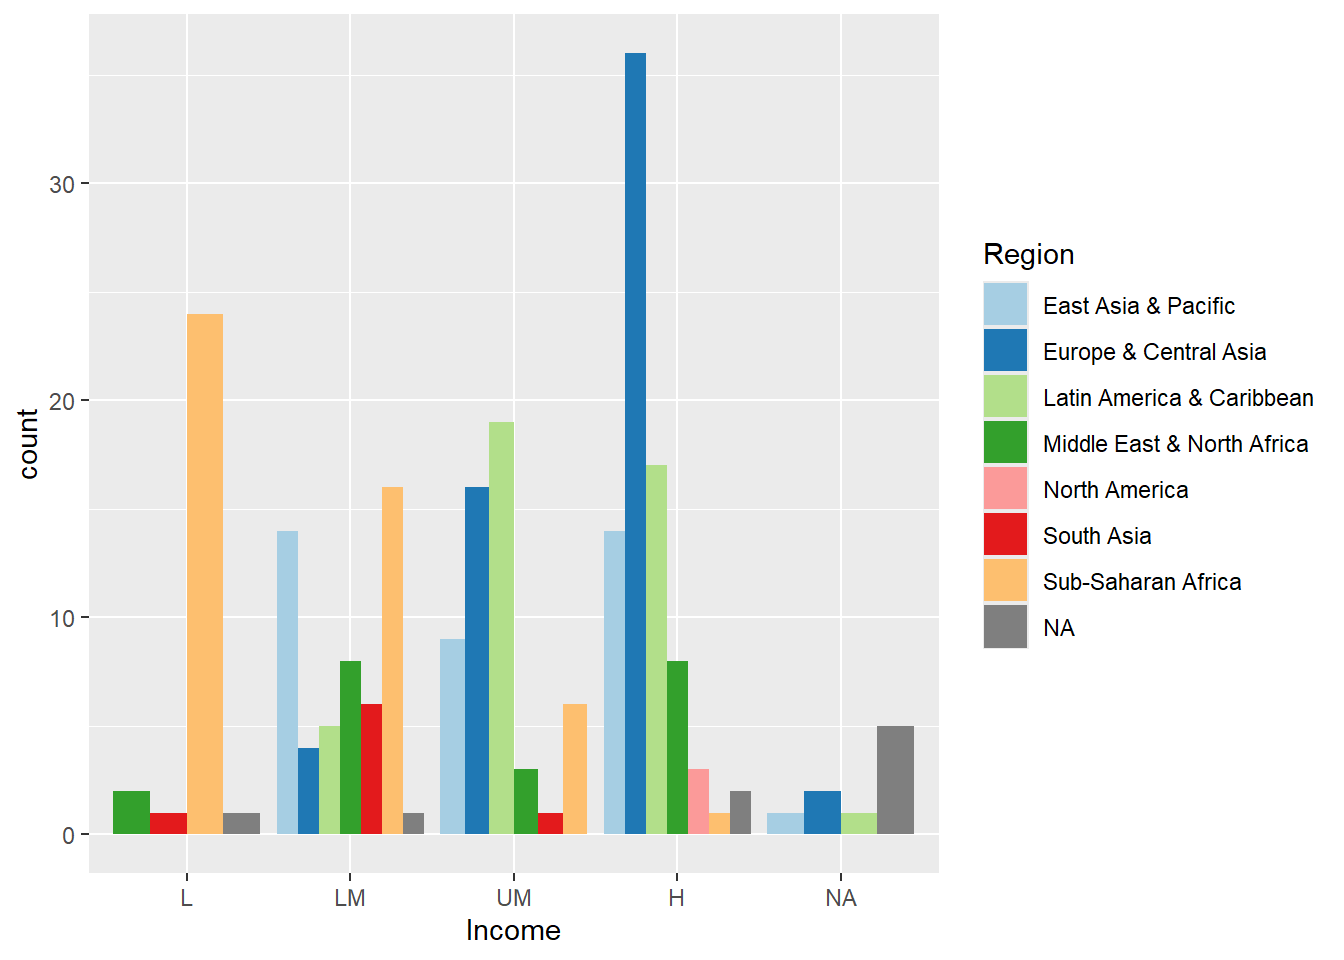 30
20
10
0
count
L LM UM H NA
Income
Region
East Asia & Pacific
Europe & Central Asia
Latin America & Caribbean
Middle East & North Africa
North America
South Asia
Sub-Saharan Africa
NA